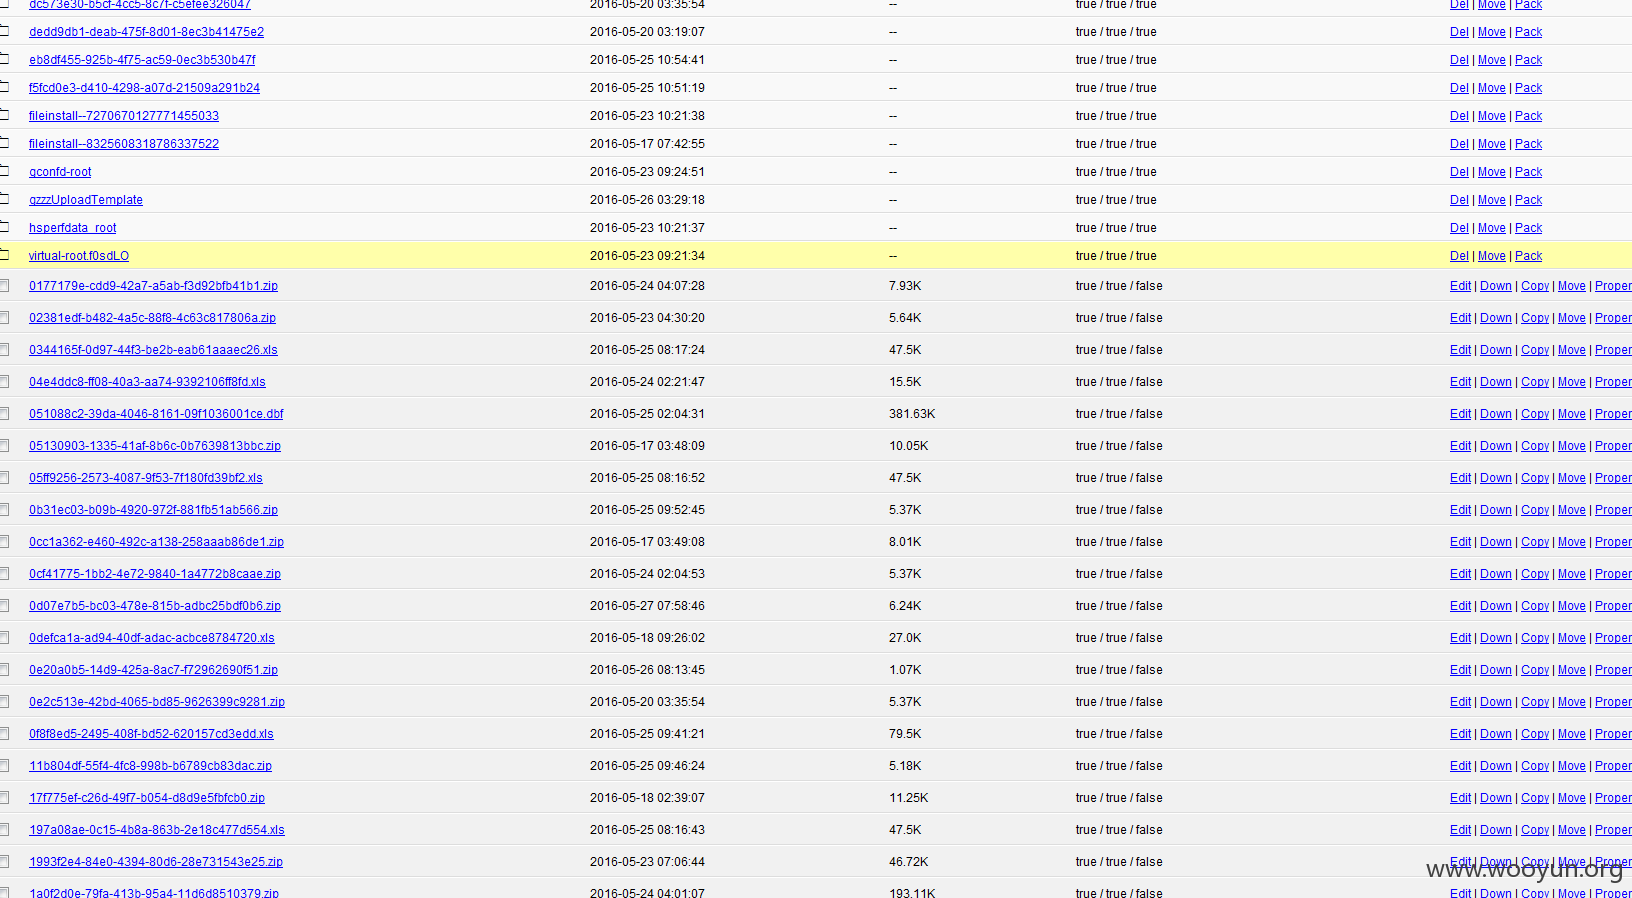 dc573e30-b5cf-4cc5-8c7f-c5efee326047 2016-05-20 03:35:54 -- true / true / true Del | Move | Pack
dedd9db1-deab-475f-8d01-8ec3b41475e2 2016-05-20 03:19:07 -- true / true / true Del | Move | Pack
eb8df455-925b-4f75-ac59-0ec3b530b47f 2016-05-25 10:54:41 -- true / true / true Del | Move | Pack
f5fcd0e3-d410-4298-a07d-21509a291b24 2016-05-25 10:51:19 -- true / true / true Del | Move | Pack
fileinstall--7270670127771455033 2016-05-23 10:21:38 -- true / true / true Del | Move | Pack
fileinstall--8325608318786337522 2016-05-17 07:42:55 -- true / true / true Del | Move | Pack
gconfd-root 2016-05-23 09:24:51 -- true / true / true Del | Move | Pack
gzzzUploadTemplate 2016-05-26 03:29:18 -- true / true / true Del | Move | Pack
hsperfdata_root 2016-05-23 10:21:37 -- true / true / true Del | Move | Pack
virtual-root.f0sdLO 2016-05-23 09:21:34 -- true / true / true Del | Move | Pack
0177179e-cdd9-42a7-a5ab-f3d92bfb41b1.zip 2016-05-24 04:07:28 7.93K true / true / false Edit | Down | Copy | Move | Proper
02381edf-b482-4a5c-88f8-4c63c817806a.zip 2016-05-23 04:30:20 5.64K true / true / false Edit | Down | Copy | Move | Proper
0344165f-0d97-44f3-be2b-eab61aaaec26.xls 2016-05-25 08:17:24 47.5K true / true / false Edit | Down | Copy | Move | Proper
04e4ddc8-ff08-40a3-aa74-9392106ff8fd.xls 2016-05-24 02:21:47 15.5K true / true / false Edit | Down | Copy | Move | Proper
051088c2-39da-4046-8161-09f1036001ce.dbf 2016-05-25 02:04:31 381.63K true / true / false Edit | Down | Copy | Move | Proper
05130903-1335-41af-8b6c-0b7639813bbc.zip 2016-05-17 03:48:09 10.05K true / true / false Edit | Down | Copy | Move | Proper
05ff9256-2573-4087-9f53-7f180fd39bf2.xls 2016-05-25 08:16:52 47.5K true / true / false Edit | Down | Copy | Move | Proper
0b31ec03-b09b-4920-972f-881fb51ab566.zip 2016-05-25 09:52:45 5.37K true / true / false Edit | Down | Copy | Move | Proper
0cc1a362-e460-492c-a138-258aaab86de1.zip 2016-05-17 03:49:08 8.01K true / true / false Edit | Down | Copy | Move | Proper
0cf41775-1bb2-4e72-9840-1a4772b8caae.zip 2016-05-24 02:04:53 5.37K true / true / false Edit | Down | Copy | Move | Proper
0d07e7b5-bc03-478e-815b-adbc25bdf0b6.zip 2016-05-27 07:58:46 6.24K true / true / false Edit | Down | Copy | Move | Proper
0defca1a-ad94-40df-adac-acbce8784720.xls 2016-05-18 09:26:02 27.0K true / true / false Edit | Down | Copy | Move | Proper
0e20a0b5-14d9-425a-8ac7-f72962690f51.zip 2016-05-26 08:13:45 1.07K true / true / false Edit | Down | Copy | Move | Proper
0e2c513e-42bd-4065-bd85-9626399c9281.zip 2016-05-20 03:35:54 5.37K true / true / false Edit | Down | Copy | Move | Proper
0f8f8ed5-2495-408f-bd52-620157cd3edd.xls 2016-05-25 09:41:21 79.5K true / true / false Edit | Down | Copy | Move | Proper
11b804df-55f4-4fc8-998b-b6789cb83dac.zip 2016-05-25 09:46:24 5.18K true / true / false Edit | Down | Copy | Move | Proper
17f775ef-c26d-49f7-b054-d8d9e5fbfcb0.zip 2016-05-18 02:39:07 11.25K true / true / false Edit | Down | Copy | Move | Proper
197a08ae-0c15-4b8a-863b-2e18c477d554.xls 2016-05-25 08:16:43 47.5K true / true / false Edit | Down | Copy | Move | Proper
1993f2e4-84e0-4394-80d6-28e731543e25.zip 2016-05-23 07:06:44 46.72K true / true / false Edit | Down | Copy | Move | Proper
www.wooyun.org
1a0f2d0e-79fa-413b-95a4-11d6d8510379.zip 2016-05-24 04:01:07 193.11K true / true / false Edit | Down | Copy | Move | Proper